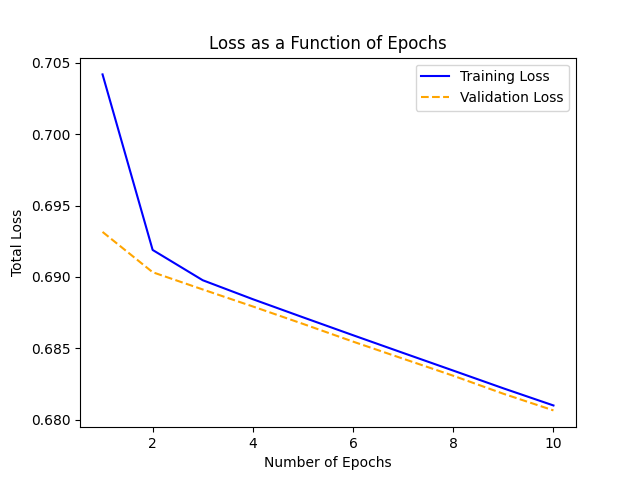 Loss as a Function of Epochs
Training Loss
Validation Loss
0.705
0.700
0.695
0.690
0.685
0.680
Total Loss
2 4 6 8 10
Number of Epochs